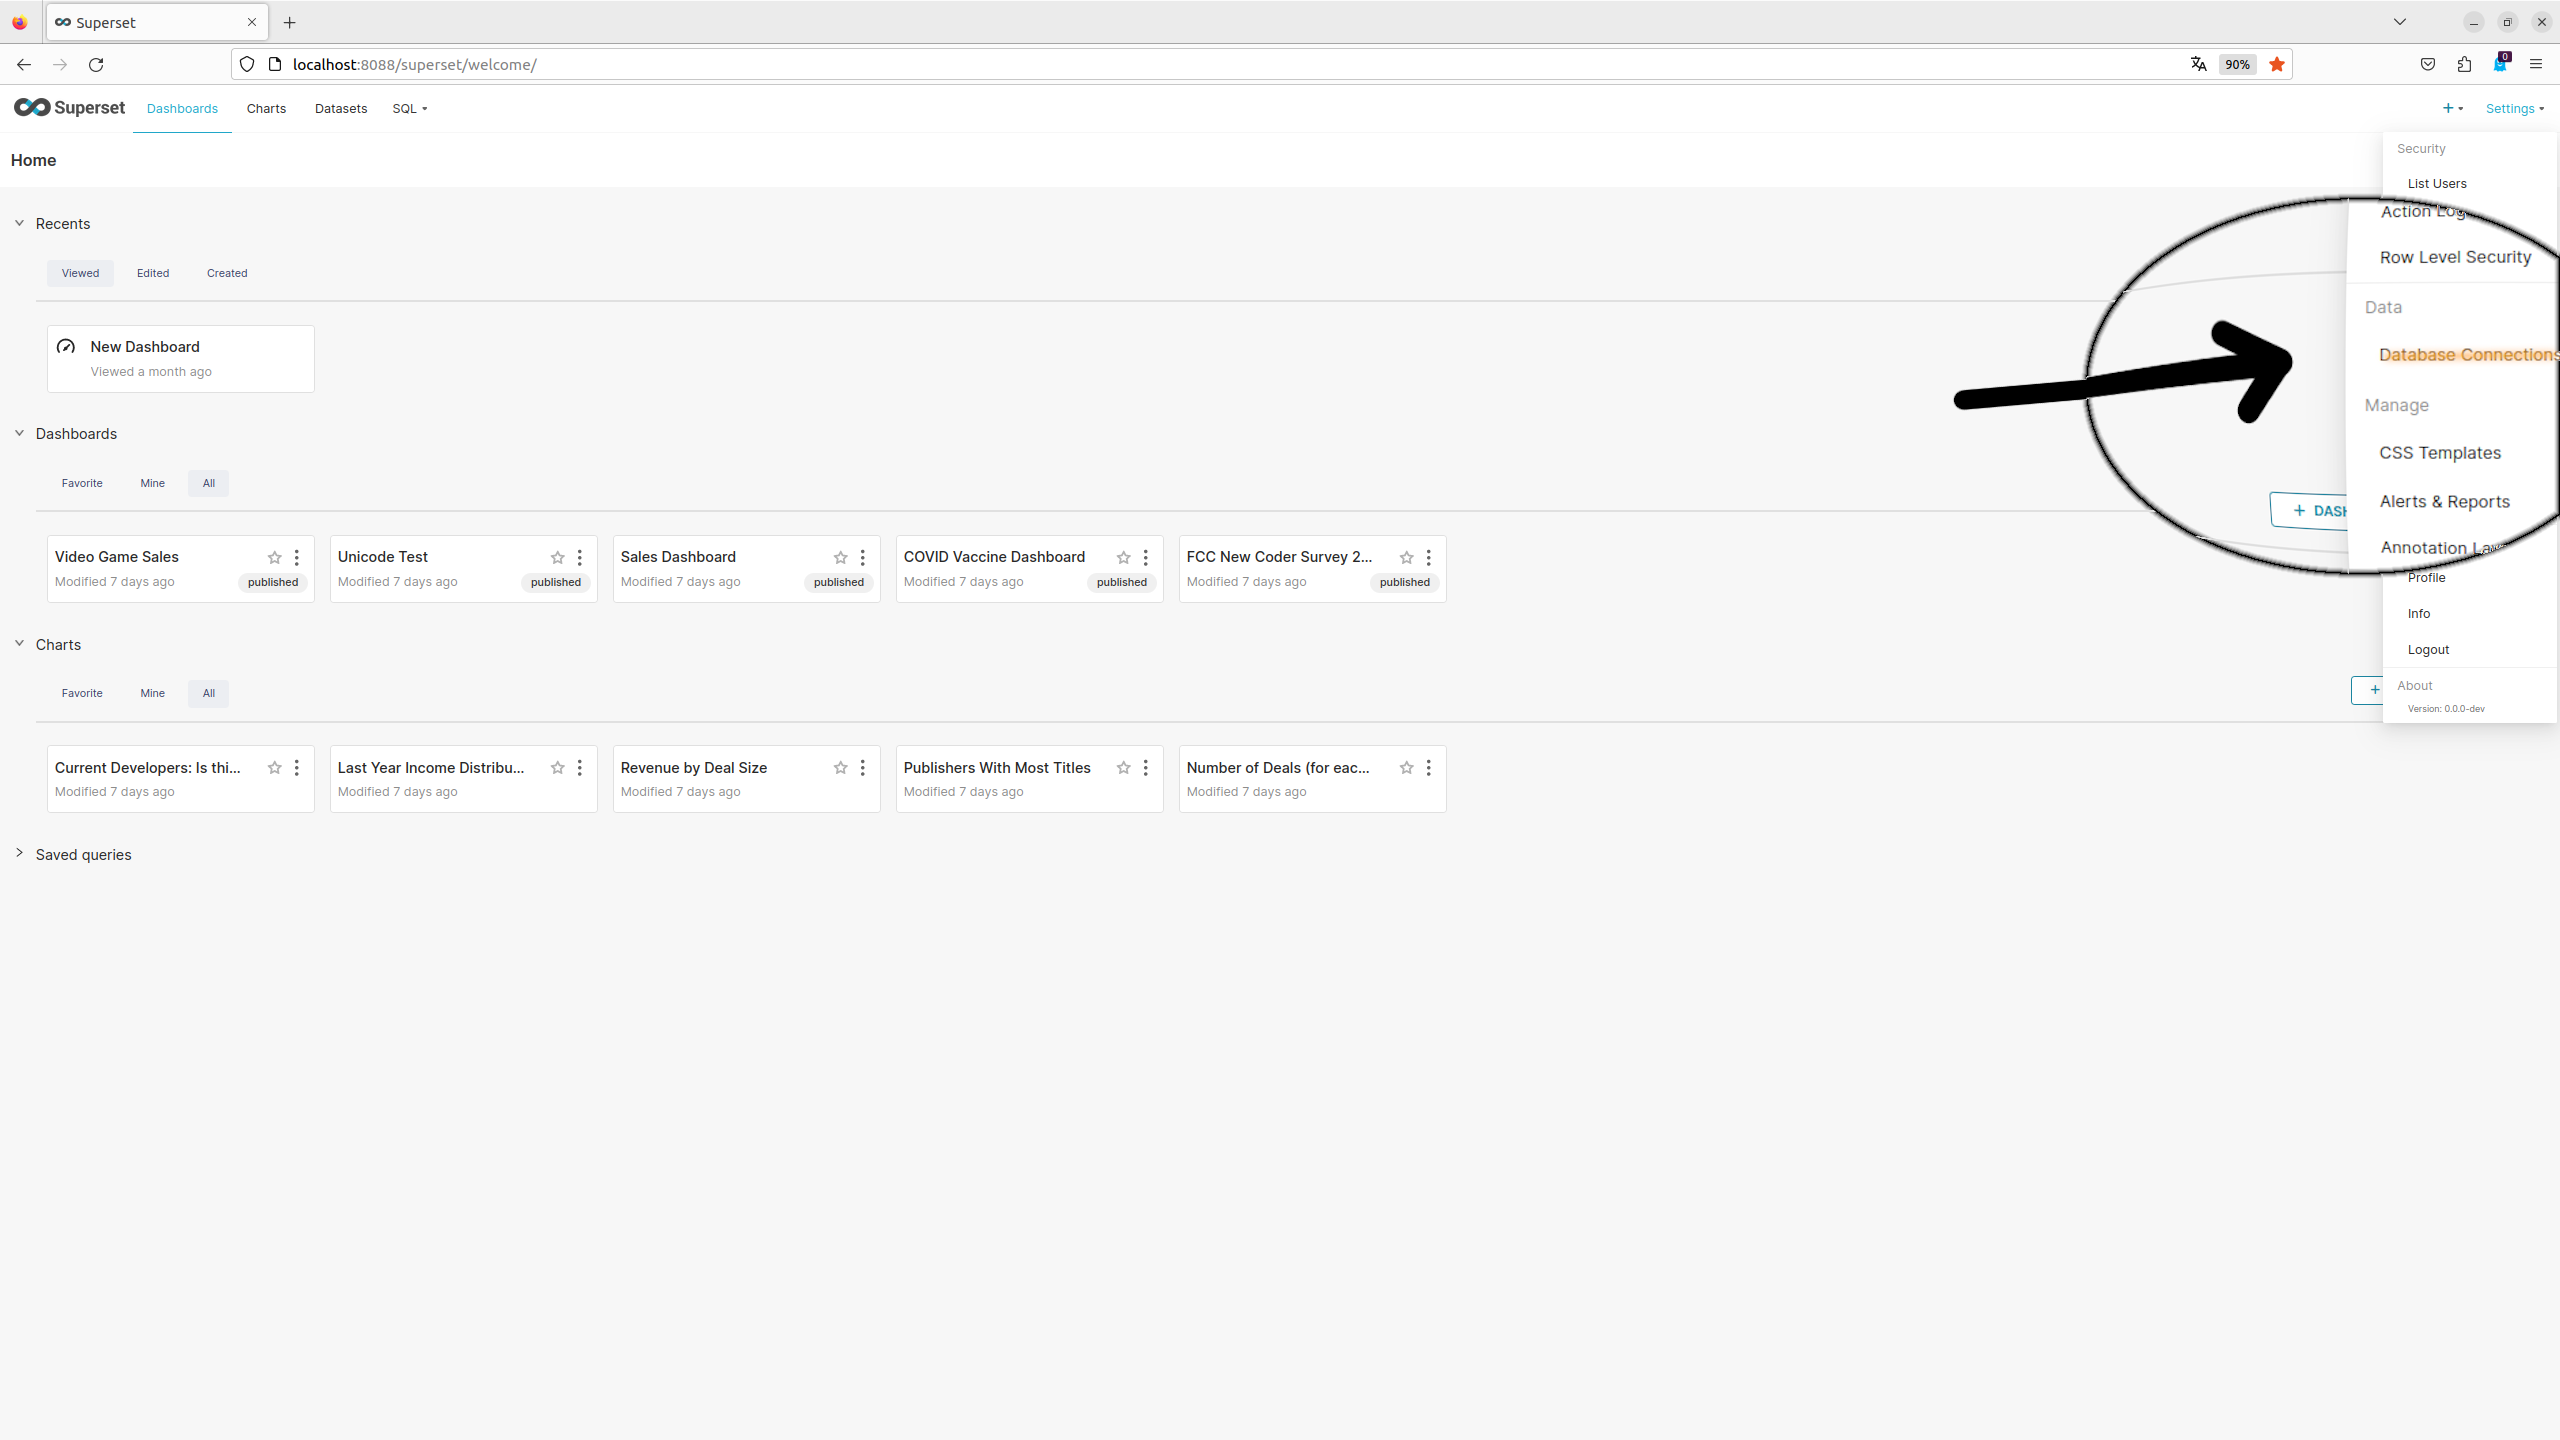 Superset
localhost:8088/superset/welcome/
90%
0
Superset Dashboards Charts Datasets SQL Settings
Home
Security
List Users
Recents
Action Log
Viewed Edited Created
Row Level Security
Data
New Dashboard
Viewed a month ago
Database Connections
Manage
Dashboards
CSS Templates
Favorite Mine All
Alerts & Reports
+ DASH
Annotation
Video Game Sales
Modified 7 days ago published
Unicode Test
Modified 7 days ago published
Sales Dashboard
Modified 7 days ago published
COVID Vaccine Dashboard
Modified 7 days ago published
FCC New Coder Survey 2...
Modified 7 days ago published
Profile
Info
Logout
Charts
Favorite Mine All
+
About
Version: 0.0.0-dev
Current Developers: Is thi...
Modified 7 days ago
Last Year Income Distribu...
Modified 7 days ago
Revenue by Deal Size
Modified 7 days ago
Publishers With Most Titles
Modified 7 days ago
Number of Deals (for eac...
Modified 7 days ago
Saved queries